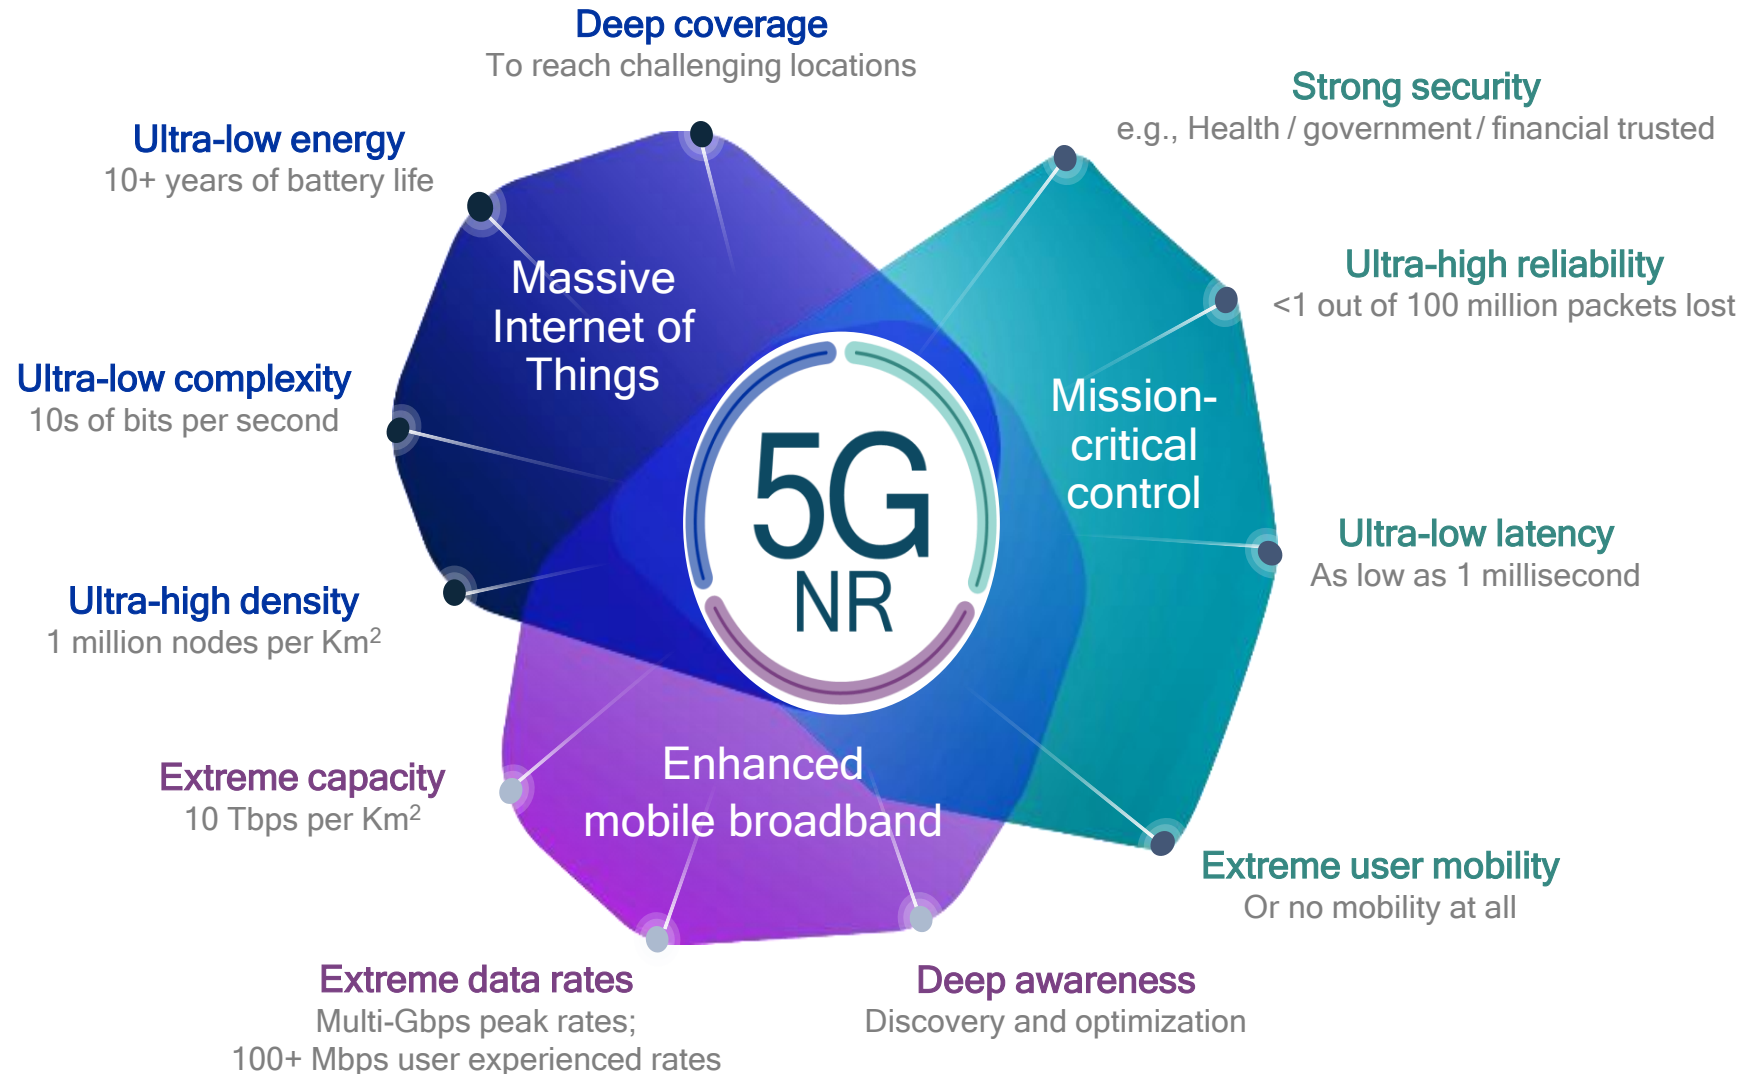 Deep coverage
To reach challenging locations
Strong security
e.g., Health / government / financial trusted
Ultra-low energy
10+ years of battery life
Ultra-high reliability
<1 out of 100 million packets lost
Massive
Internet of
Things
Ultra-low complexity
10s of bits per second
Mission-
critical
control
5G
NR
Ultra-low latency
As low as 1 millisecond
Ultra-high density
1 million nodes per Km²
Extreme capacity
10 Tbps per Km²
Enhanced
mobile broadband
Extreme user mobility
Or no mobility at all
Extreme data rates
Multi-Gbps peak rates;
100+ Mbps user experienced rates
Deep awareness
Discovery and optimization